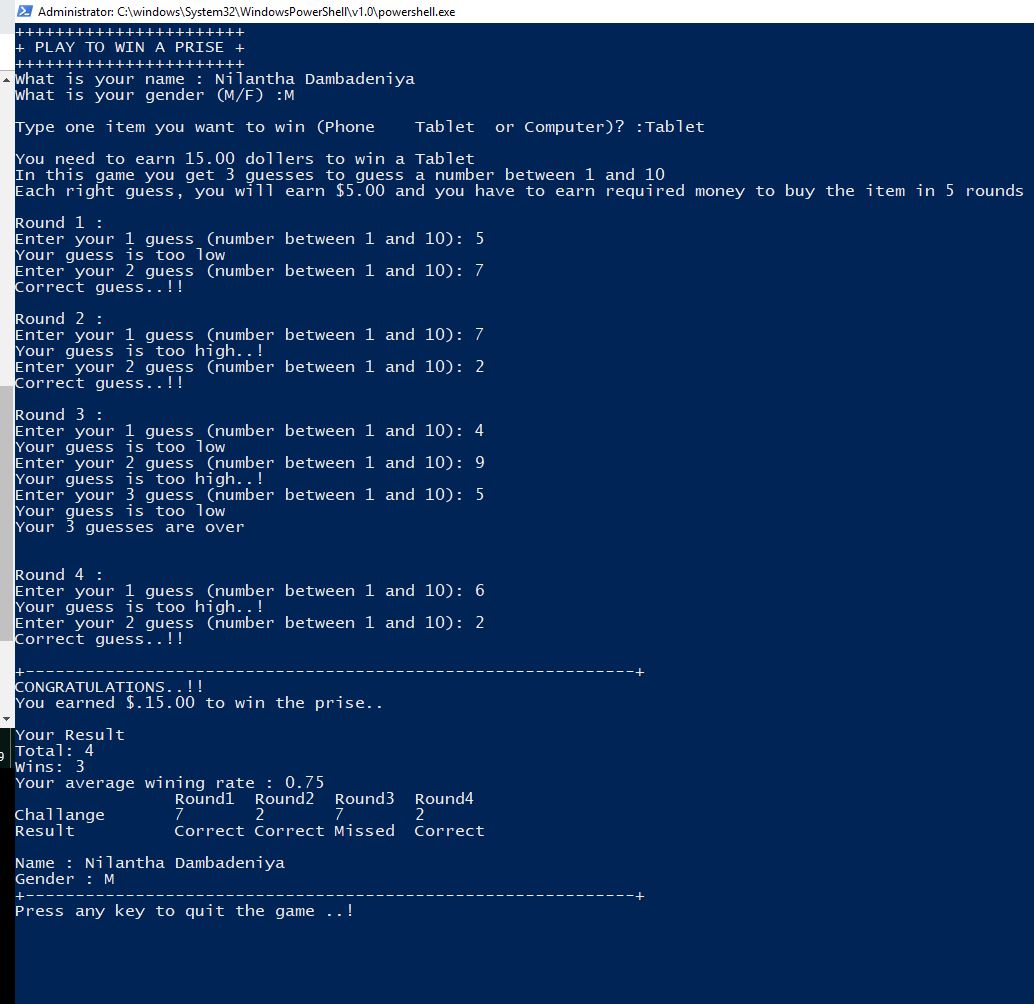 Administrator: C:\windows\System32\WindowsPowerShell\v1.0\powershell.exe
+++++++++++++++++++++++
+ PLAY TO WIN A PRISE +
+++++++++++++++++++++++
What is your name : Nilantha Dambadeniya
What is your gender (M/F) :M
Type one item you want to win (Phone    Tablet  or Computer)? :Tablet
You need to earn 15.00 dollers to win a Tablet
In this game you get 3 guesses to guess a number between 1 and 10
Each right guess, you will earn $5.00 and you have to earn required money to buy the item in 5 rounds
Round 1 :
Enter your 1 guess (number between 1 and 10): 5
Your guess is too low
Enter your 2 guess (number between 1 and 10): 7
Correct guess..!!
Round 2 :
Enter your 1 guess (number between 1 and 10): 7
Your guess is too high..!
Enter your 2 guess (number between 1 and 10): 2
Correct guess..!!
Round 3 :
Enter your 1 guess (number between 1 and 10): 4
Your guess is too low
Enter your 2 guess (number between 1 and 10): 9
Your guess is too high..!
Enter your 3 guess (number between 1 and 10): 5
Your guess is too low
Your 3 guesses are over
Round 4 :
Enter your 1 guess (number between 1 and 10): 6
Your guess is too high..!
Enter your 2 guess (number between 1 and 10): 2
Correct guess..!!
+-------------------------------------------------------------+
CONGRATULATIONS..!!
You earned $.15.00 to win the prise..
Your Result
Total: 4
Wins: 3
Your average wining rate : 0.75
Round1  Round2  Round3  Round4
Challange       7       2       7       2
Result          Correct Correct Missed  Correct
Name : Nilantha Dambadeniya
Gender : M
+-------------------------------------------------------------+
Press any key to quit the game ..!